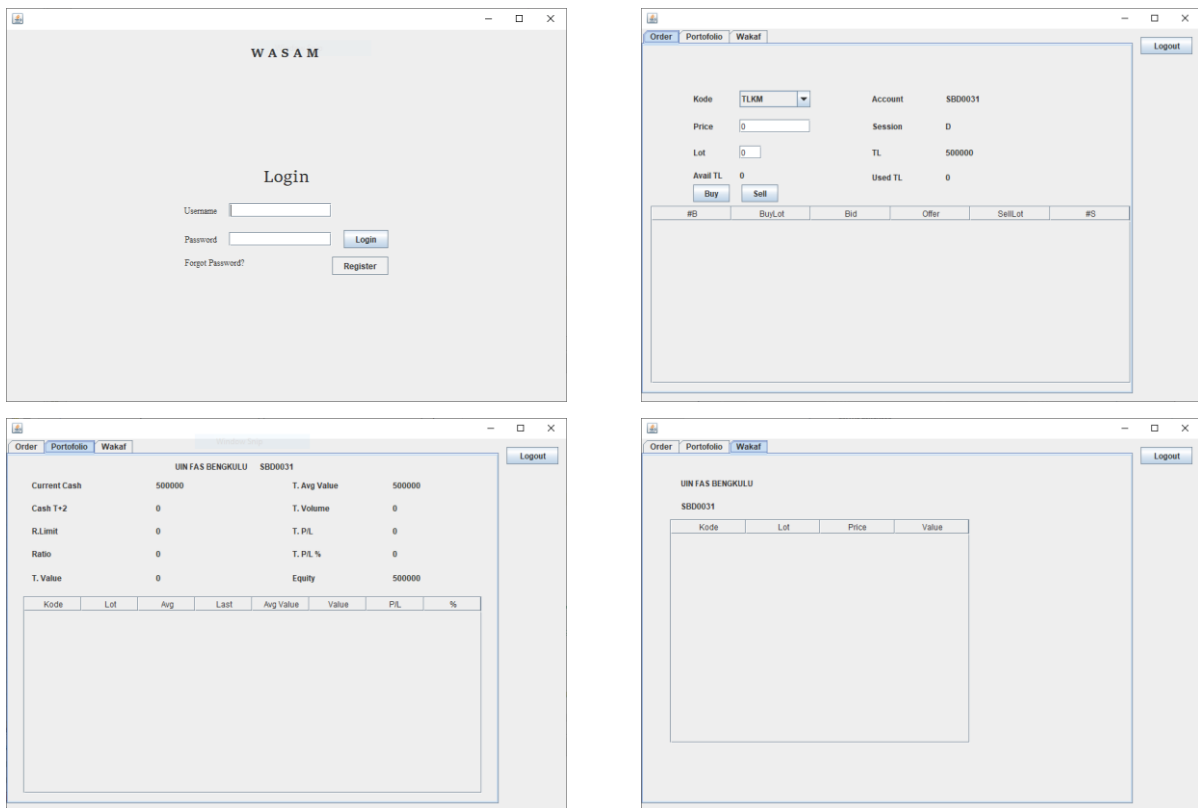 W A S A M
Login
Username
Password
Login
Forgot Password?
Register
Order Portofolio Wakaf
Logout
Kode TLKM Account SBD0031
Price 0 Session D
Lot 0 TL 500000
Avail TL 0 Used TL 0
Buy Sell
#B BuyLot Bid Offer SellLot #S
Order Portofolio Wakaf
Logout
UIN FAS BENGKULU SBD0031
Current Cash 500000 T. Avg Value 500000
Cash T+2 0 T. Volume 0
R.Limit 0 T. P/L 0
Ratio 0 T. P/L % 0
T. Value 0 Equity 500000
Kode Lot Avg Last Avg Value Value P/L %
Order Portofolio Wakaf
Logout
UIN FAS BENGKULU
SBD0031
Kode Lot Price Value